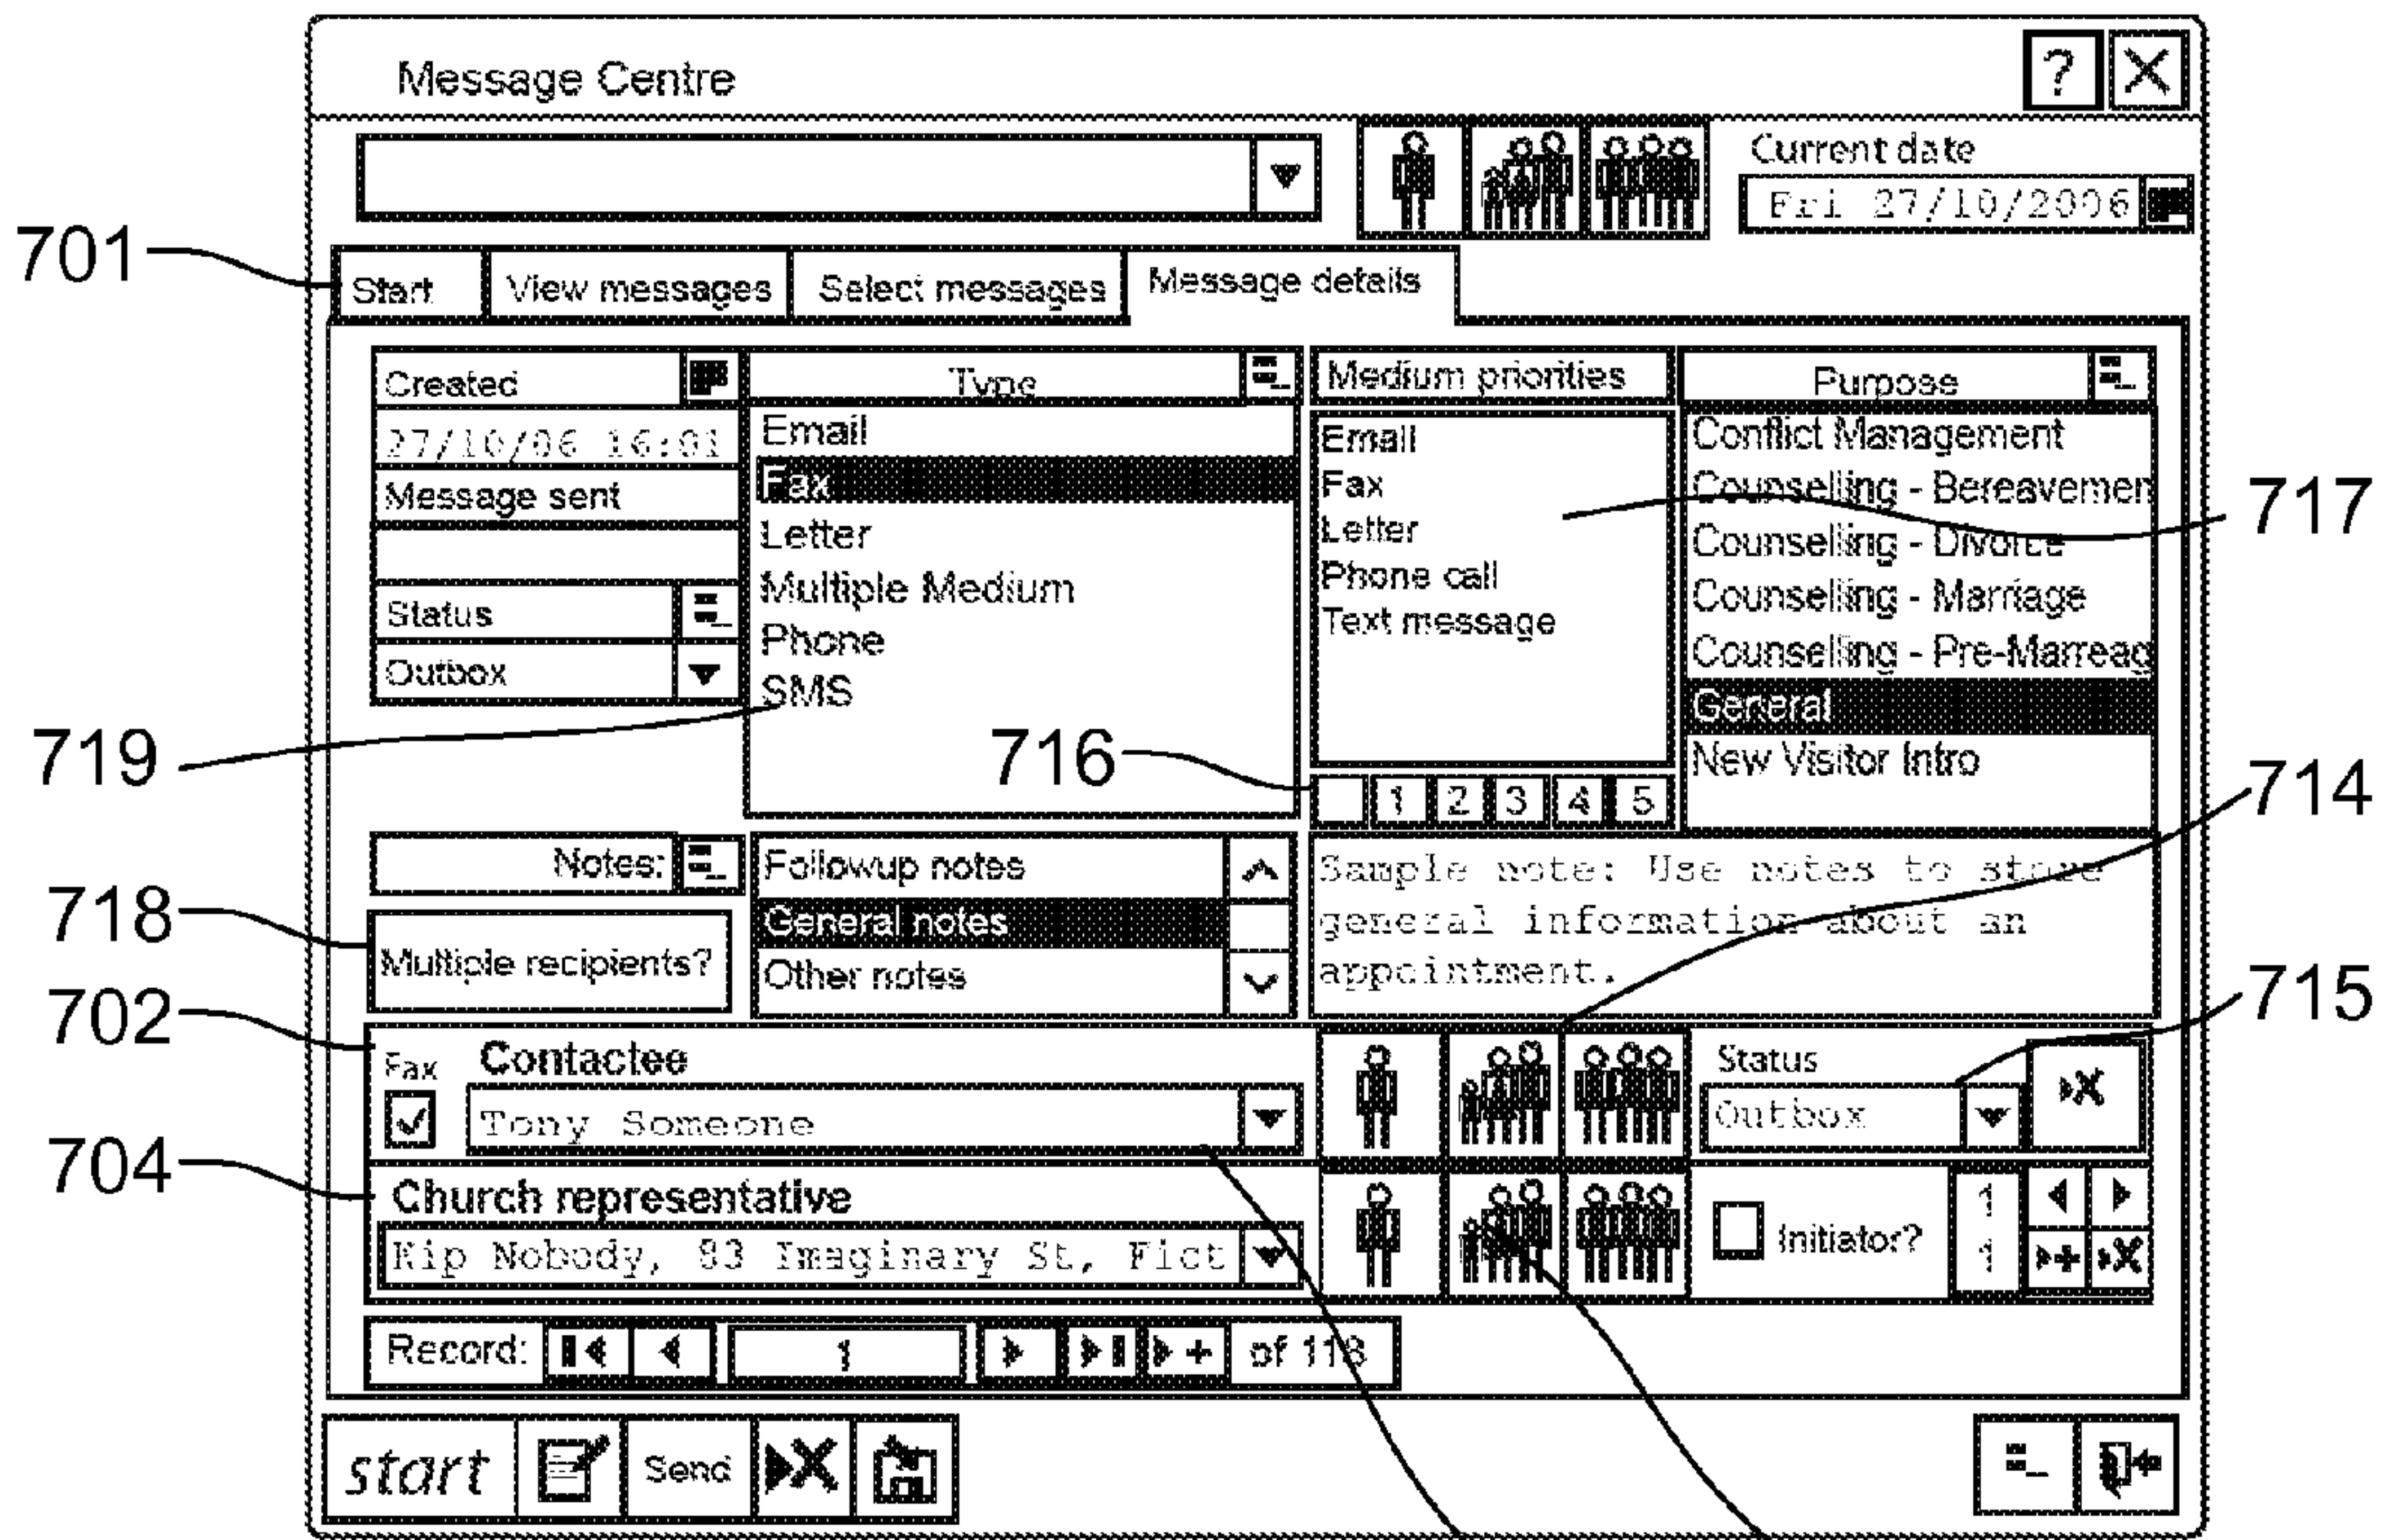 Message Centre ?
Current date
Fri 27/10/2006
701
Start View messages Select messages Message details
Created Type Medium priorities Purpose
27/10/06 16:01
Message sent
Status
Outbox
Email
Fax
Letter
Multiple Medium
Phone
SMS
Email
Fax
Letter
Phone call
Text message
Conflict Management
Counselling - Bereavemen
Counselling - Divorce
Counselling - Marriage
Counselling - Pre-Marreag
General
New Visitor Intro
717
719
716
1 2 3 4 5
714
Notes:
Followup notes
General notes
Other notes
Sample note: Use notes to store
general information about an
appointment.
718
Multiple recipients?
702
715
Fax Contactee Status
Tony Someone Outbox
704
Church representative
Kip Nobody, 83 Imaginary St, Fict
Initiator?
1
1
Record: 1 of 118
start Send